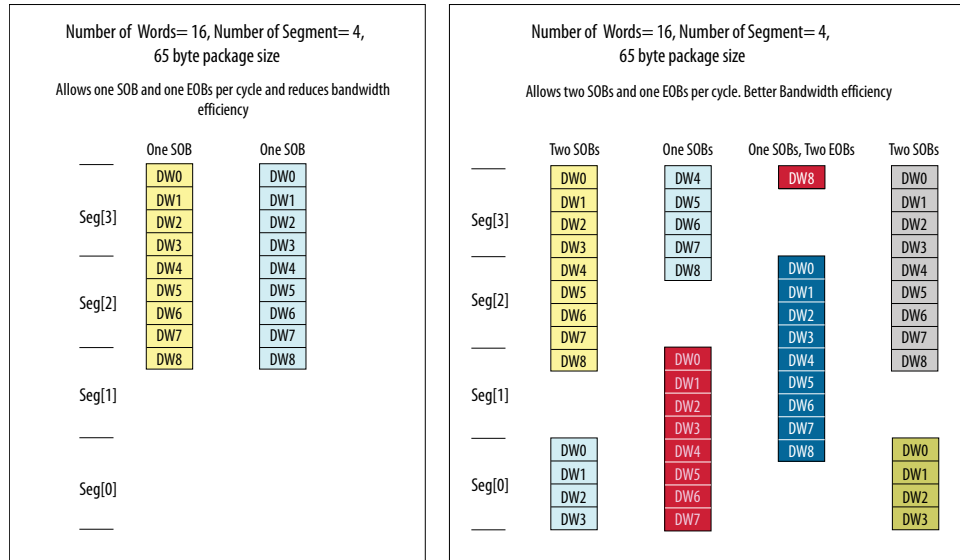 Number of Words= 16, Number of Segment= 4,
65 byte package size
Allows one SOB and one EOBs per cycle and reduces bandwidth
efficiency
One SOB
One SOB
Seg[3]
Seg[2]
Seg[1]
Seg[0]
DW0
DW1
DW2
DW3
DW4
DW5
DW6
DW7
DW8
DW0
DW1
DW2
DW3
DW4
DW5
DW6
DW7
DW8
Number of Words= 16, Number of Segment= 4,
65 byte package size
Allows two SOBs and one EOBs per cycle. Better Bandwidth efficiency
Two SOBs
One SOBs
One SOBs, Two EOBs
Two SOBs
Seg[3]
Seg[2]
Seg[1]
Seg[0]
DW0
DW1
DW2
DW3
DW4
DW5
DW6
DW7
DW8
DW0
DW1
DW2
DW3
DW4
DW5
DW6
DW7
DW8
DW0
DW1
DW2
DW3
DW4
DW5
DW6
DW7
DW8
DW0
DW1
DW2
DW3
DW4
DW5
DW6
DW7
DW8
DW0
DW1
DW2
DW3
DW4
DW5
DW6
DW7
DW8
DW0
DW1
DW2
DW3